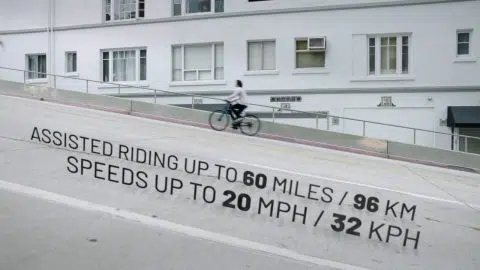 ASSISTED RIDING UP TO 60 MILES / 96 KM
SPEEDS UP TO 20 MPH / 32 KPH